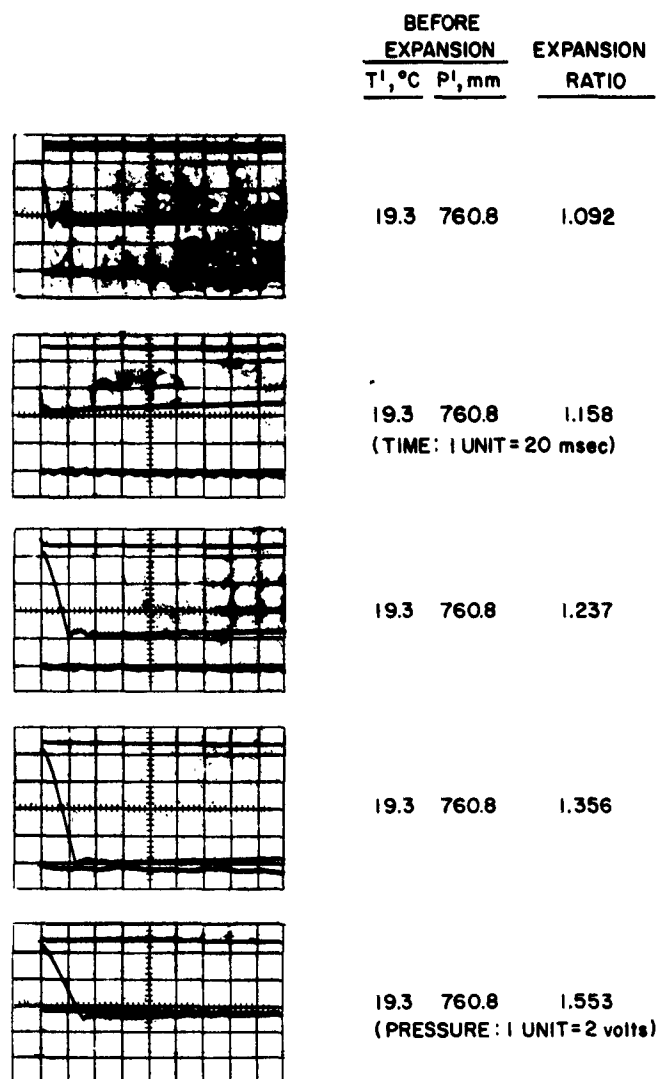 BEFORE
EXPANSION EXPANSION
T', °C P', mm RATIO
19.3 760.8 1.092
19.3 760.8 1.158
(TIME: 1 UNIT = 20 msec)
19.3 760.8 1.237
19.3 760.8 1.356
19.3 760.8 1.553
(PRESSURE: 1 UNIT = 2 volts)